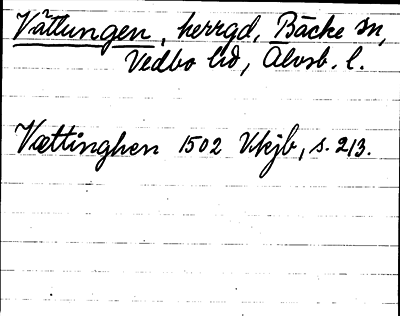 Vättungen, herrgd, Bäcke sn,
Vedbo hd, Älvsb. l.
Vættinghen 1502 Vkjb, s. 213.